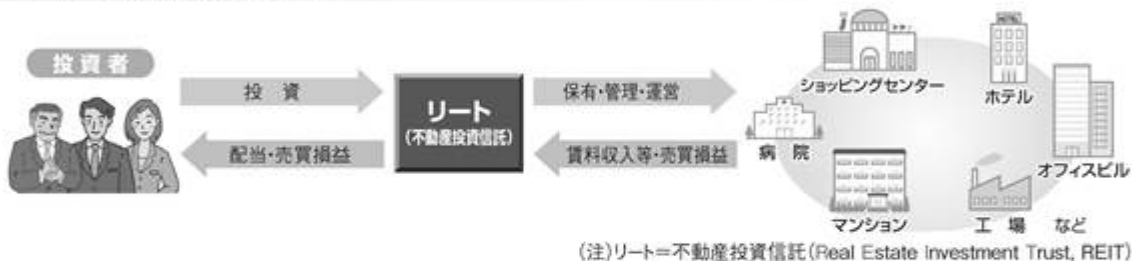 投資者
投 資
配当・売買損益
リート
(不動産投資信託)
保有・管理・運営
賃料収入等・売買損益
ショッピングセンター
HOTEL
ホテル
病 院
オフィスビル
マンション
工 場 など
(注)リート=不動産投資信託(Real Estate Investment Trust, REIT)